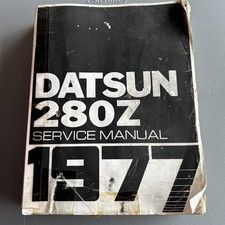 DATSUN
280Z
SERVICE MANUAL
1977